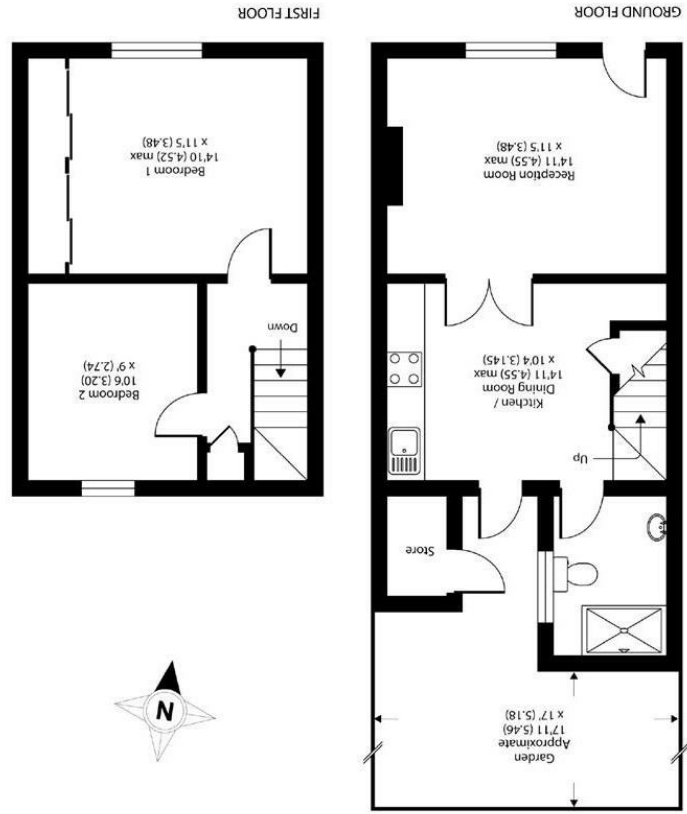 Garden
Approximate
17'11 (5.46)
x 17' (5.18)
Store
Up
Kitchen /
Dining Room
14'11 (4.55) max
x 10'4 (3.145)
Reception Room
14'11 (4.55) max
x 11'5 (3.48)
GROUND FLOOR
N
Bedroom 2
10'6 (3.20)
x 9' (2.74)
Down
Bedroom 1
14'10 (4.52) max
x 11'5 (3.48)
FIRST FLOOR